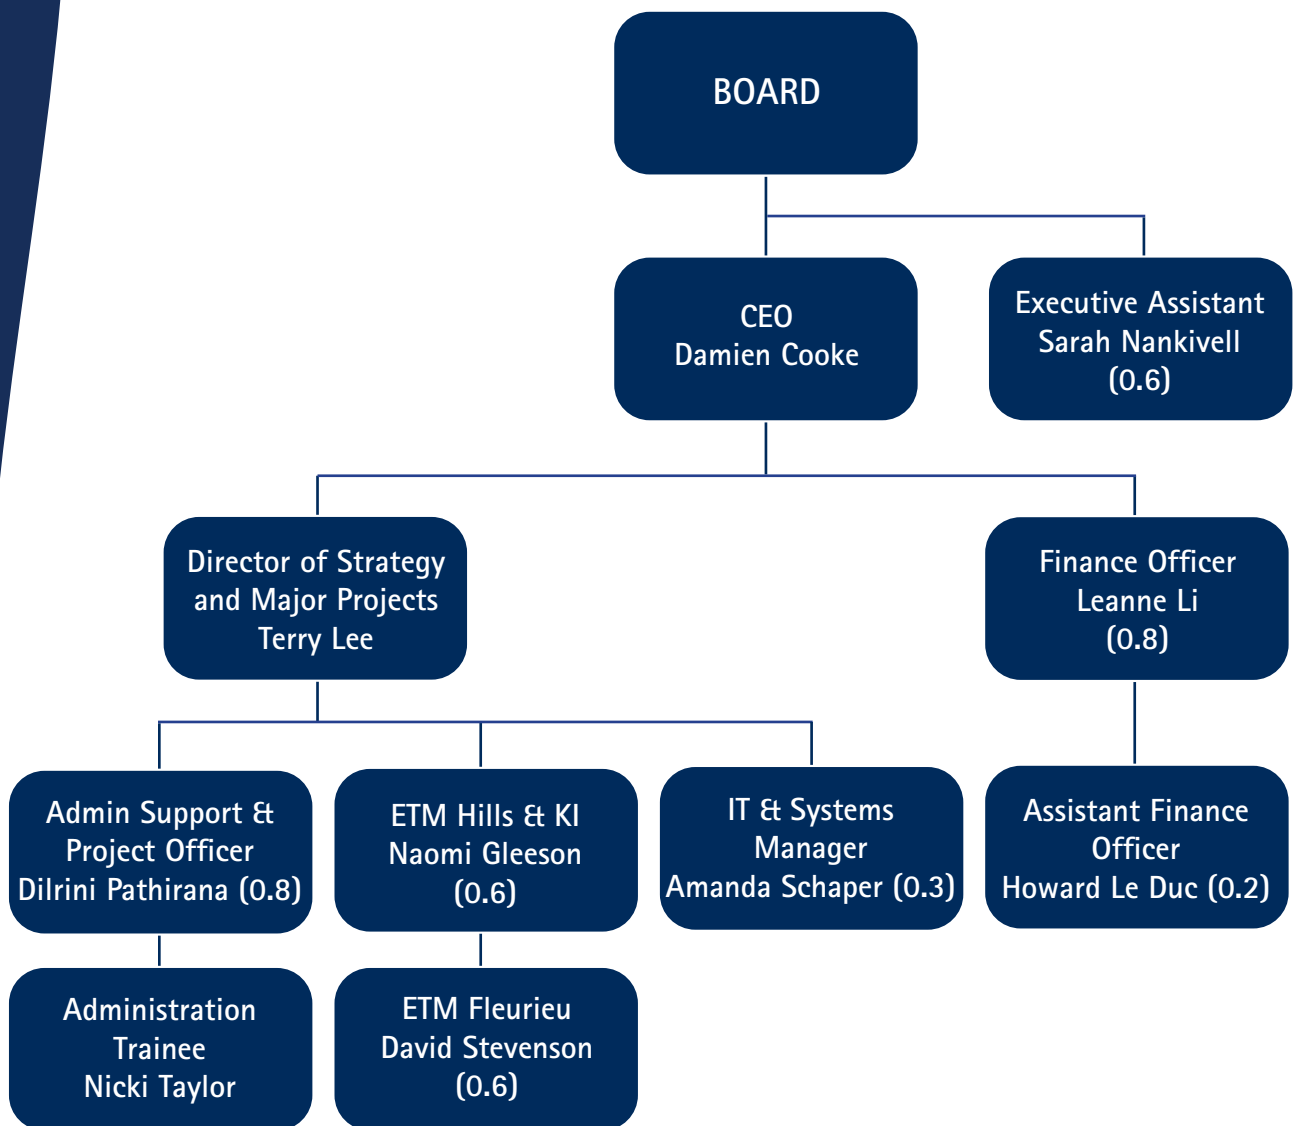 BOARD
CEO
Damien Cooke
Executive Assistant
Sarah Nankivell
(0.6)
Director of Strategy
and Major Projects
Terry Lee
Finance Officer
Leanne Li
(0.8)
Admin Support &
Project Officer
Dilrini Pathirana (0.8)
ETM Hills & KI
Naomi Gleeson
(0.6)
IT & Systems
Manager
Amanda Schaper (0.3)
Assistant Finance
Officer
Howard Le Duc (0.2)
Administration
Trainee
Nicki Taylor
ETM Fleurieu
David Stevenson
(0.6)